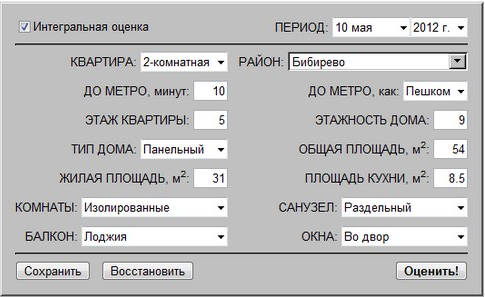 Интегральная оценка ПЕРИОД: 10 мая 2012 г.
КВАРТИРА: 2-комнатная РАЙОН: Бибирево
ДО МЕТРО, минут: 10 ДО МЕТРО, как: Пешком
ЭТАЖ КВАРТИРЫ: 5 ЭТАЖНОСТЬ ДОМА: 9
ТИП ДОМА: Панельный ОБЩАЯ ПЛОЩАДЬ, м²: 54
ЖИЛАЯ ПЛОЩАДЬ, м²: 31 ПЛОЩАДЬ КУХНИ, м²: 8.5
КОМНАТЫ: Изолированные САНУЗЕЛ: Раздельный
БАЛКОН: Лоджия ОКНА: Во двор
Сохранить Восстановить Оценить!